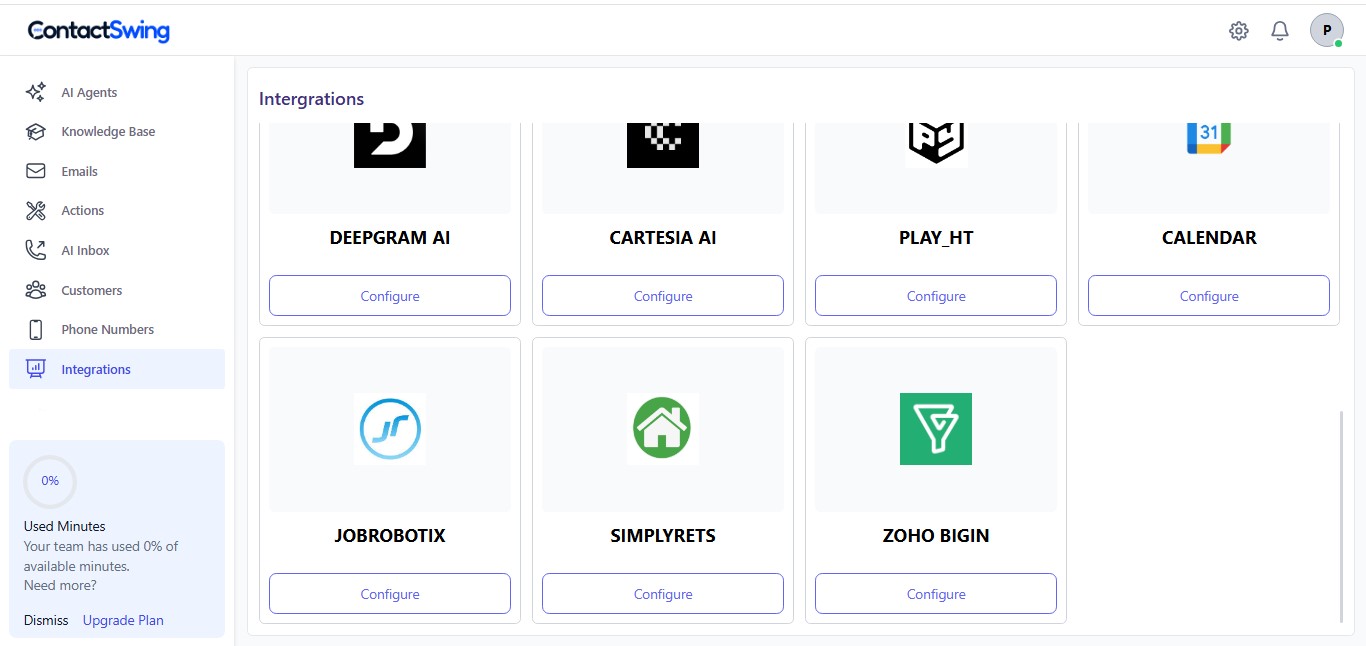 ContactSwing
P
AI Agents
Knowledge Base
Emails
Actions
AI Inbox
Customers
Phone Numbers
Integrations
0%
Used Minutes
Your team has used 0% of
available minutes.
Need more?
Dismiss Upgrade Plan
Intergrations
31
DEEPGRAM AI
Configure
CARTESIA AI
Configure
PLAY_HT
Configure
CALENDAR
Configure
JOBROBOTIX
Configure
SIMPLYRETS
Configure
ZOHO BIGIN
Configure